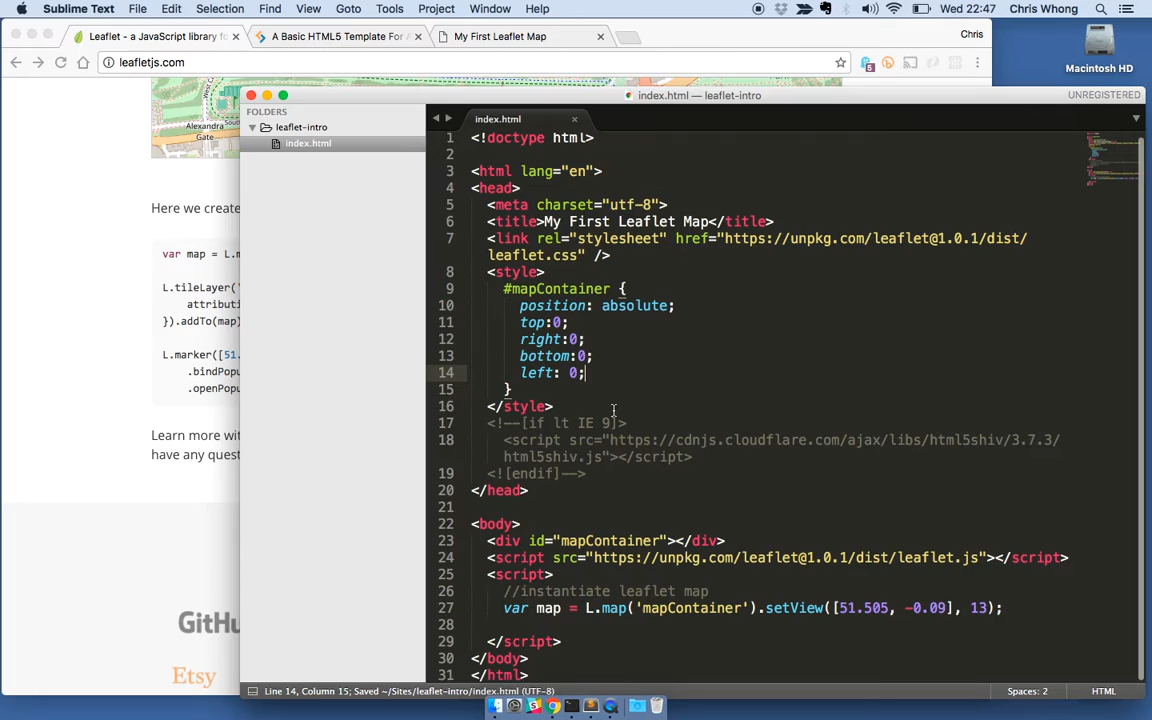 Sublime Text File Edit Selection Find View Goto Tools Project Window Help Wed 22:47 Chris Whong
Leaflet - a JavaScript library for
A Basic HTML5 Template For A
My First Leaflet Map
Chris
leafletjs.com
5
Macintosh HD
Alexandra
Gate
Here we create
var map = L.m
L.tileLayer('
attributi
}).addTo(map)
L.marker([51.
.bindPopu
.openPopu
Learn more wit
have any quest
GitHu
Etsy
index.html — leaflet-intro
UNREGISTERED
FOLDERS
leaflet-intro
index.html
index.html
1 <!doctype html>
2
3 <html lang="en">
4 <head>
5 <meta charset="utf-8">
6 <title>My First Leaflet Map</title>
7 <link rel="stylesheet" href="https://unpkg.com/leaflet@1.0.1/dist/
leaflet.css" />
8 <style>
9 #mapContainer {
10 position: absolute;
11 top:0;
12 right:0;
13 bottom:0;
14 left: 0;
15 }
16 </style>
17 <!--[if lt IE 9]>
18 <script src="https://cdnjs.cloudflare.com/ajax/libs/html5shiv/3.7.3/
html5shiv.js"></script>
19 <![endif]-->
20 </head>
21
22 <body>
23 <div id="mapContainer"></div>
24 <script src="https://unpkg.com/leaflet@1.0.1/dist/leaflet.js"></script>
25 <script>
26 //instantiate leaflet map
27 var map = L.map('mapContainer').setView([51.505, -0.09], 13);
28
29 </script>
30 </body>
31 </html>
Line 14, Column 15; Saved ~/Sites/leaflet-intro/index.html (UTF-8)
Spaces: 2
HTML